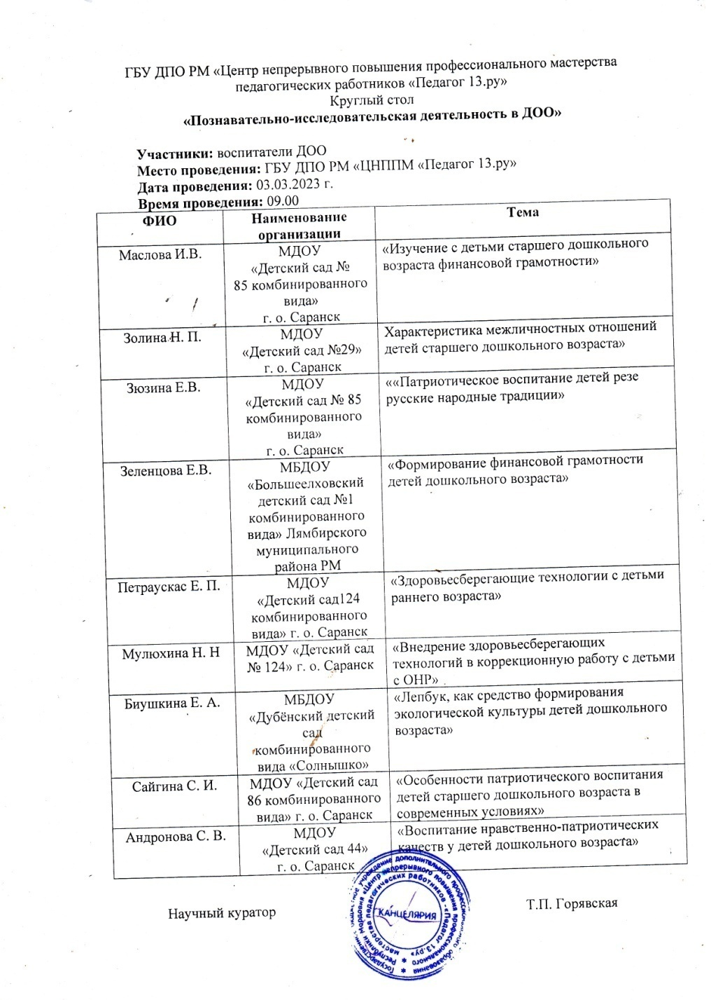 ГБУ ДПО РМ «Центр непрерывного повышения профессионального мастерства
педагогических работников «Педагог 13.ру»
Круглый стол
«Познавательно-исследовательская деятельность в ДОО»
Участники: воспитатели ДОО
Место проведения: ГБУ ДПО РМ «ЦНППМ «Педагог 13.ру»
Дата проведения: 03.03.2023 г.
Время проведения: 09.00
ФИО
Наименование
организации
Тема
Маслова И.В.
МДОУ
«Детский сад №
85 комбинированного
вида»
г. о. Саранск
«Изучение с детьми старшего дошкольного
возраста финансовой грамотности»
Золина Н. П.
МДОУ
«Детский сад №29»
г. о. Саранск
Характеристика межличностных отношений
детей старшего дошкольного возраста»
Зюзина Е.В.
МДОУ
«Детский сад № 85
комбинированного
вида»
г. о. Саранск
««Патриотическое воспитание детей резе
русские народные традиции»
Зеленцова Е.В.
МБДОУ
«Большеелховский
детский сад №1
комбинированного
вида» Лямбирского
муниципального
района РМ
«Формирование финансовой грамотности
детей дошкольного возраста»
Петраускас Е. П.
МДОУ
«Детский сад124
комбинированного
вида» г. о. Саранск
«Здоровьесберегающие технологии с детьми
раннего возраста»
Мулюхина Н. Н
МДОУ «Детский сад
№ 124» г. о. Саранск
«Внедрение здоровьесберегающих
технологий в коррекционную работу с детьми
с ОНР»
Биушкина Е. А.
МБДОУ
«Дубёнский детский
сад
комбинированного
вида «Солнышко»
«Лепбук, как средство формирования
экологической культуры детей дошкольного
возраста»
Сайгина С. И.
МДОУ «Детский сад
86 комбинированного
вида» г. о. Саранск
«Особенности патриотического воспитания
детей старшего дошкольного возраста в
современных условиях»
Андронова С. В.
МДОУ
«Детский сад 44»
г. о. Саранск
«Воспитание нравственно-патриотических
качеств у детей дошкольного возраста»
Научный куратор
Т.П. Горявская
учреждение дополнительного профессионального образования
Республики Мордовия «Центр непрерывного повышения профессионального
мастерства педагогических работников - «Педагог 13.ру»
КАНЦЕЛЯРИЯ